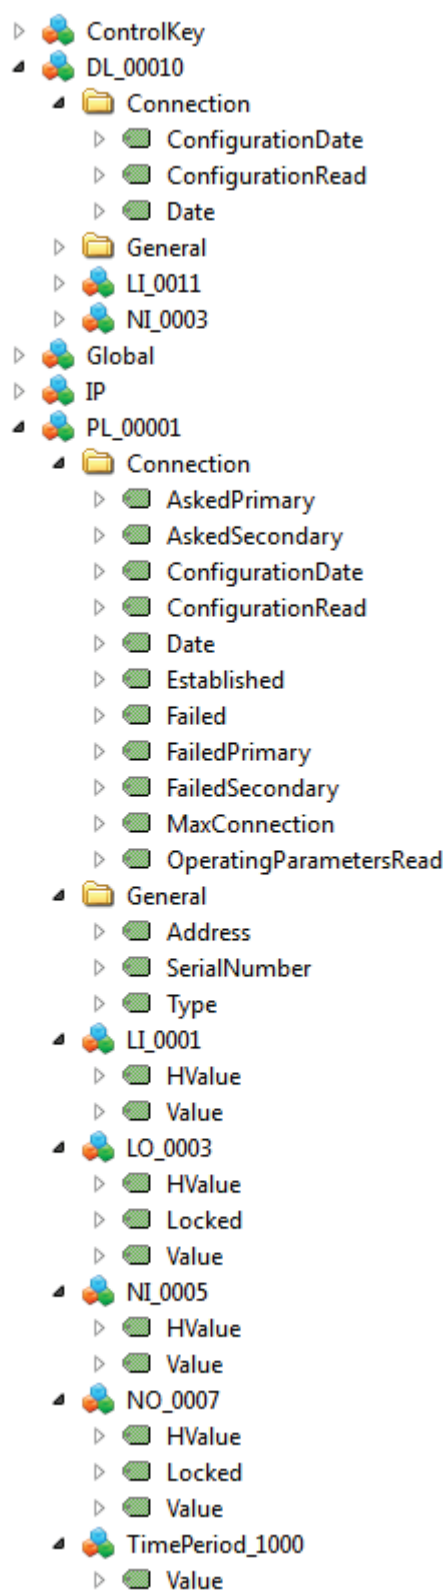 ControlKey
DL_00010
Connection
ConfigurationDate
ConfigurationRead
Date
General
LI_0011
NI_0003
Global
IP
PL_00001
Connection
AskedPrimary
AskedSecondary
ConfigurationDate
ConfigurationRead
Date
Established
Failed
FailedPrimary
FailedSecondary
MaxConnection
OperatingParametersRead
General
Address
SerialNumber
Type
LI_0001
HValue
Value
LO_0003
HValue
Locked
Value
NI_0005
HValue
Value
NO_0007
HValue
Locked
Value
TimePeriod_1000
Value